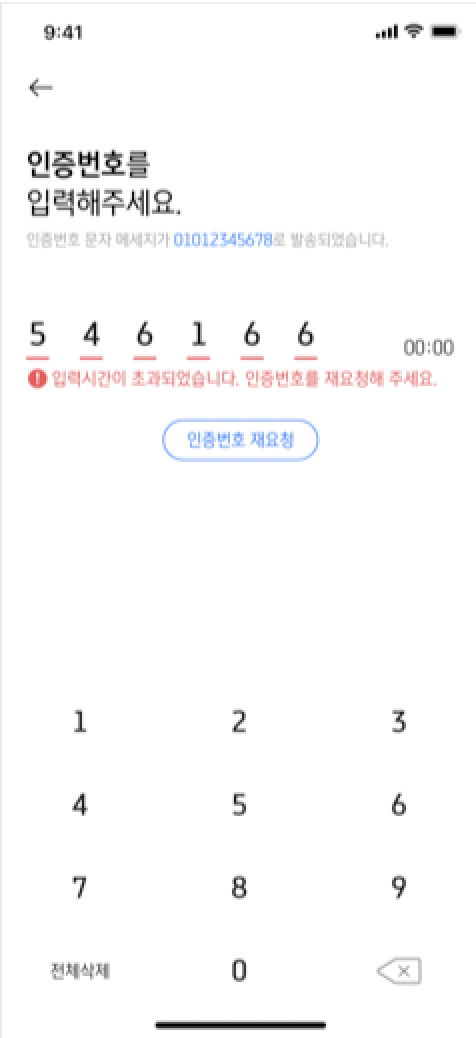 9:41
인증번호를
입력해주세요.
인증번호 문자 메세지가 01012345678로 발송되었습니다.
5 4 6 1 6 6 00:00
입력시간이 초과되었습니다. 인증번호를 재요청해 주세요.
인증번호 재요청
1 2 3
4 5 6
7 8 9
전체삭제 0